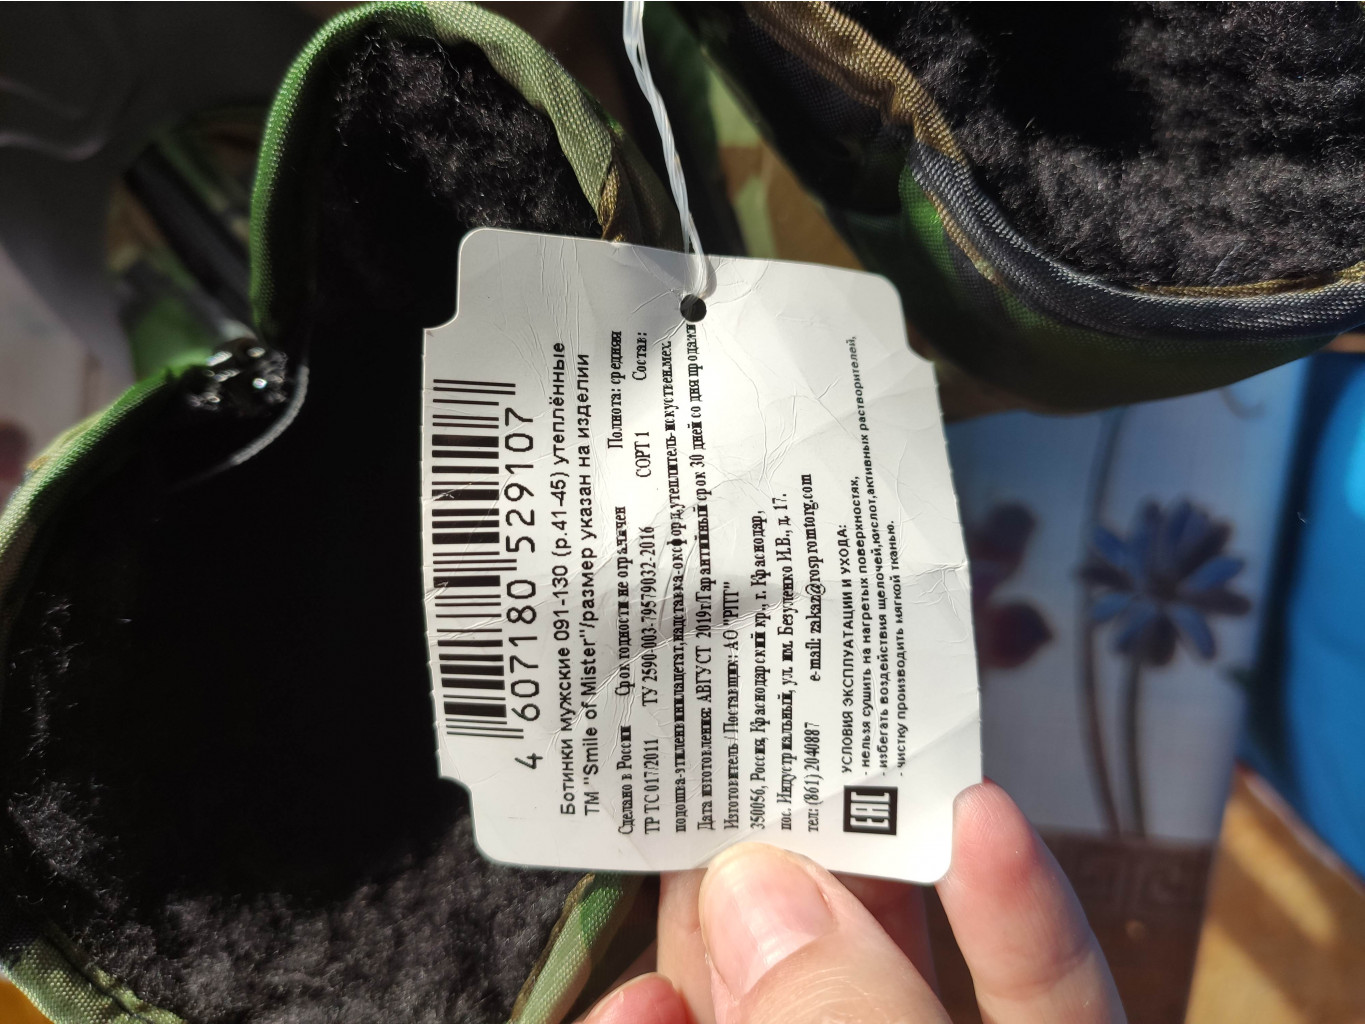 4 607180 529107
Ботинки мужские 091-130 (р.41-45) утеплённые
ТМ "Smile of Mister"/размер указан на изделии
Сделано в России Срок годности не ограничен Полнота: средняя
ТР ТС 017/2011 ТУ 2590-003-79579032-2016 СОРТ 1 Состав:
подошва-этиленвинилацетат,надставка-оксфорд,утеплитель-искуствен.мех.
Дата изготовления: АВГУСТ 2019г/Гарантийный срок 30 дней со дня продажи
Изготовитель / Поставщик: АО "РПТ"
350056, Россия, Краснодарский кр., г. Краснодар,
пос. Индустриальный, ул. им. Безуленко И.В., д. 17.
тел: (861) 2040887 e-mail: zakaz@rospromtorg.com
EAC
УСЛОВИЯ ЭКСПЛУАТАЦИИ И УХОДА:
- нельзя сушить на нагретых поверхностях,
- избегать воздействия щелочей,кислот,активных растворителей,
- чистку производить мягкой тканью.